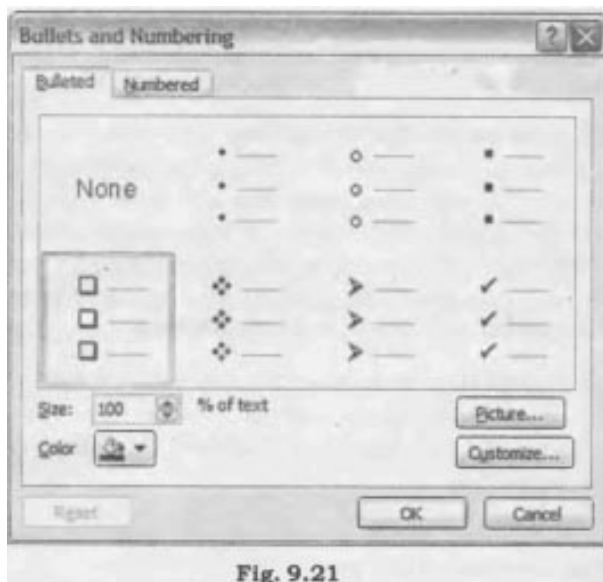 Bullets and Numbering
Bulleted Numbered
None
Size: 100 % of text
Picture...
Color
Customize...
Reset OK Cancel
Fig. 9.21